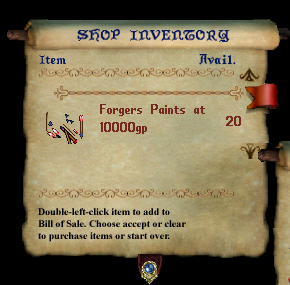 SHOP INVENTORY
Item Avail.
Forgers Paints at
10000gp
20
Double-left-click item to add to
Bill of Sale. Choose accept or clear
to purchase items or start over.